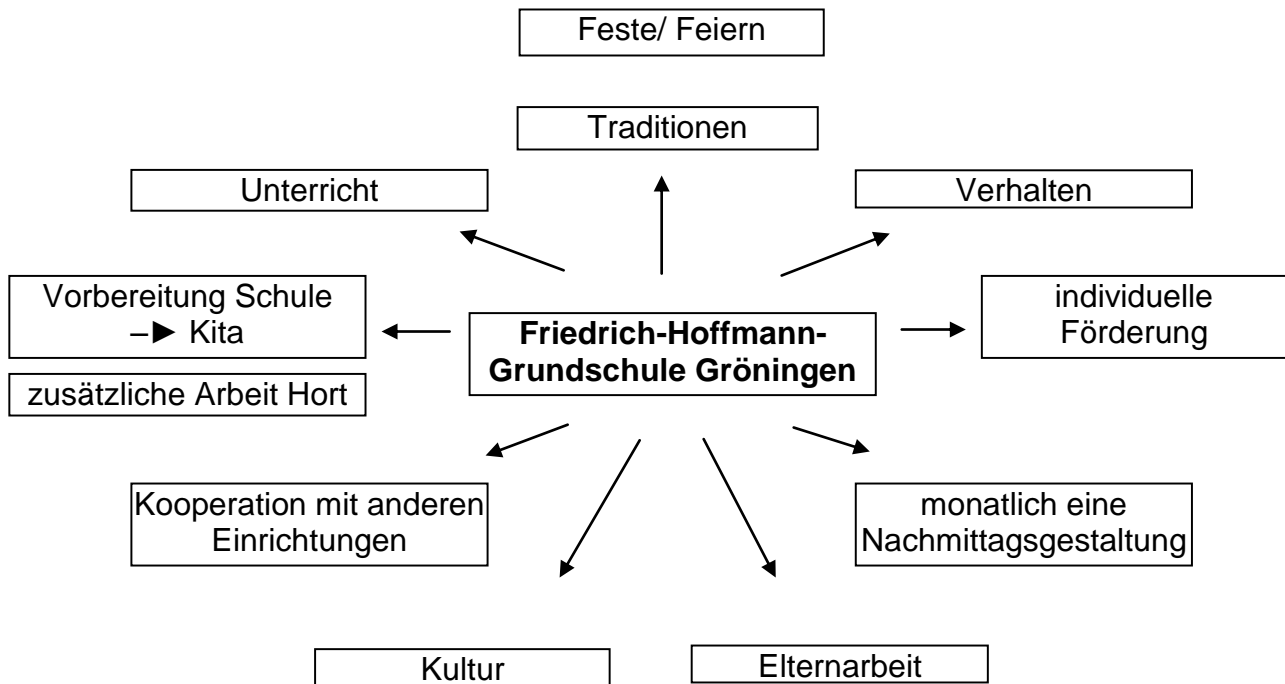 Feste/ Feiern
Traditionen
Unterricht
Verhalten
Vorbereitung Schule
–► Kita
individuelle
Förderung
Friedrich-Hoffmann-
Grundschule Gröningen
zusätzliche Arbeit Hort
Kooperation mit anderen
Einrichtungen
monatlich eine
Nachmittagsgestaltung
Kultur
Elternarbeit